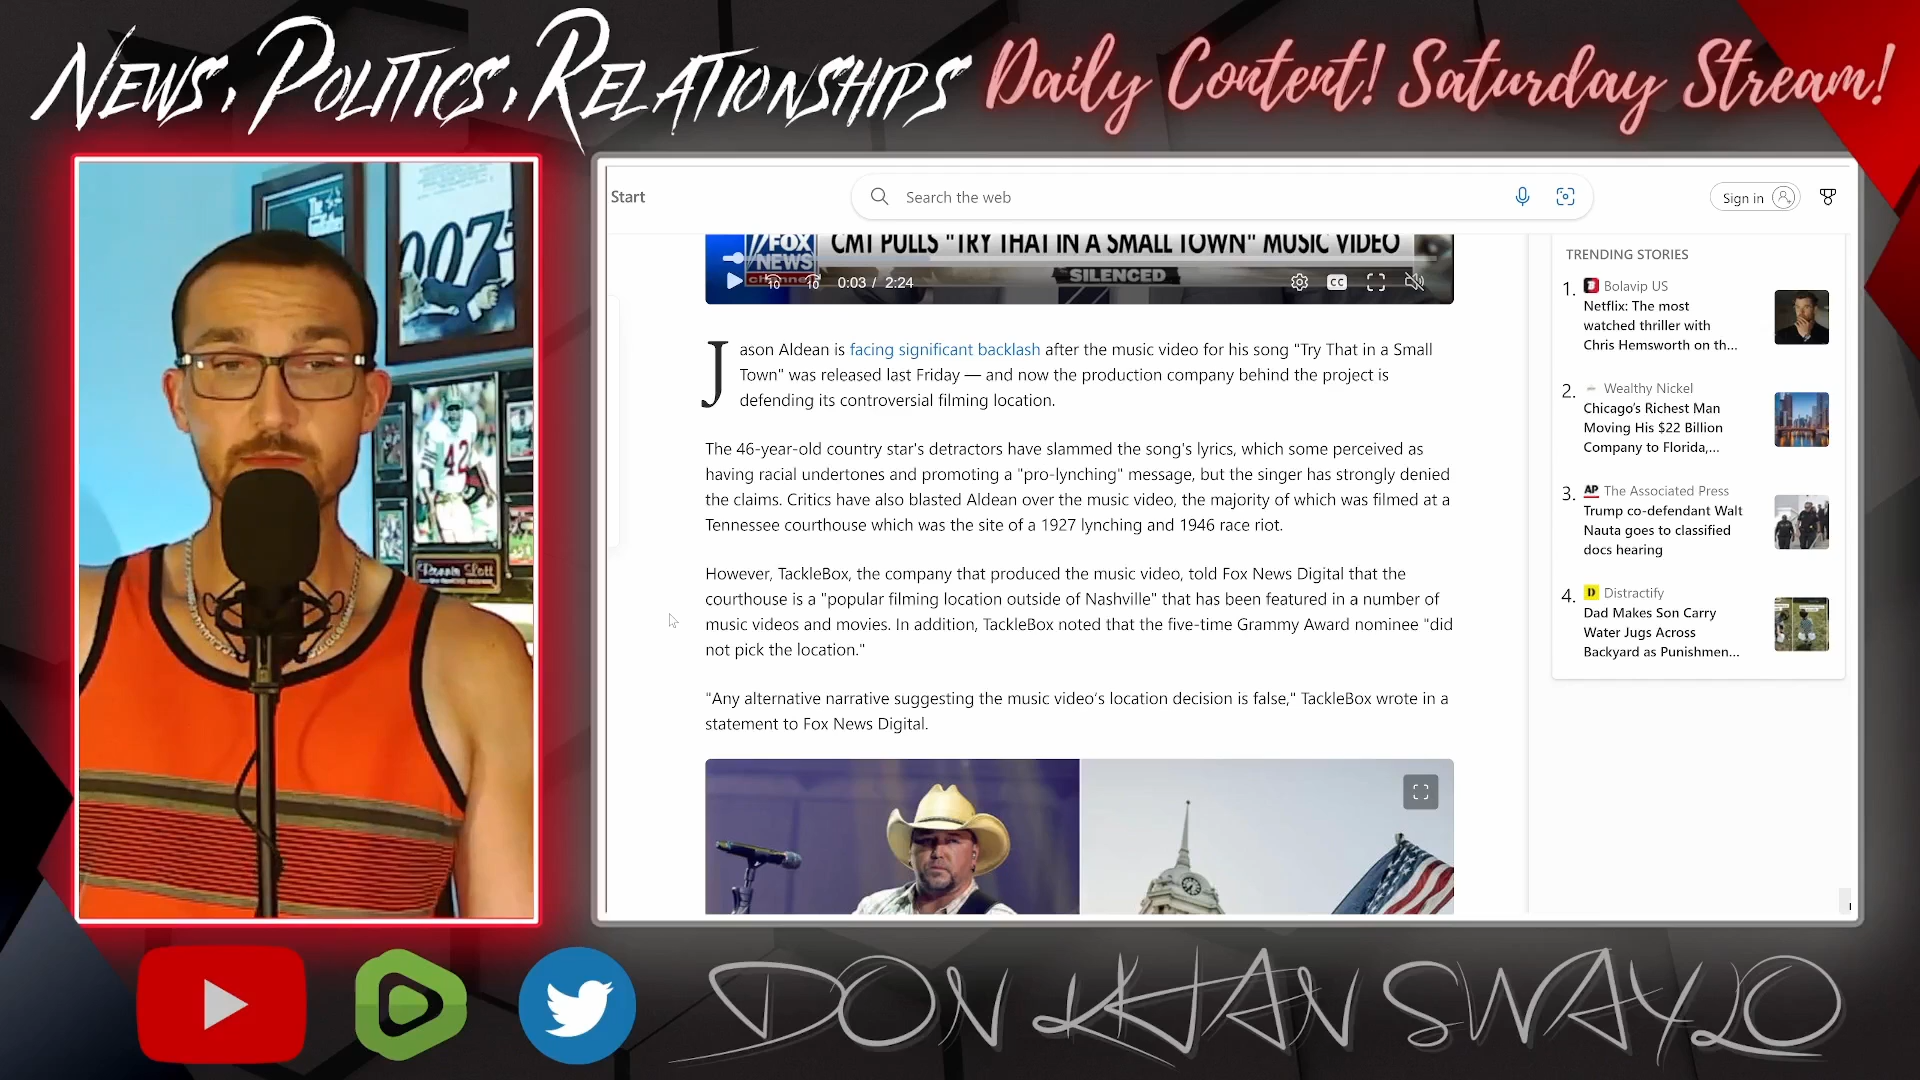 NEWS, POLITICS, RELATIONSHIPS
Daily Content! Saturday Stream!
The
007
42
Start
Search the web
Sign in
FOX
NEWS
channel
CMT PULLS "TRY THAT IN A SMALL TOWN" MUSIC VIDEO
SILENCED
10
10
0:03 / 2:24
CC
Jason Aldean is facing significant backlash after the music video for his song "Try That in a Small
Town" was released last Friday — and now the production company behind the project is
defending its controversial filming location.
The 46-year-old country star's detractors have slammed the song's lyrics, which some perceived as
having racial undertones and promoting a "pro-lynching" message, but the singer has strongly denied
the claims. Critics have also blasted Aldean over the music video, the majority of which was filmed at a
Tennessee courthouse which was the site of a 1927 lynching and 1946 race riot.
However, TackleBox, the company that produced the music video, told Fox News Digital that the
courthouse is a "popular filming location outside of Nashville" that has been featured in a number of
music videos and movies. In addition, TackleBox noted that the five-time Grammy Award nominee "did
not pick the location."
"Any alternative narrative suggesting the music video's location decision is false," TackleBox wrote in a
statement to Fox News Digital.
TRENDING STORIES
1. Bolavip US
Netflix: The most
watched thriller with
Chris Hemsworth on th...
2. Wealthy Nickel
Chicago's Richest Man
Moving His $22 Billion
Company to Florida,...
3. AP The Associated Press
Trump co-defendant Walt
Nauta goes to classified
docs hearing
4. D Distractify
Dad Makes Son Carry
Water Jugs Across
Backyard as Punishmen...
DON KHAN SWAYLO